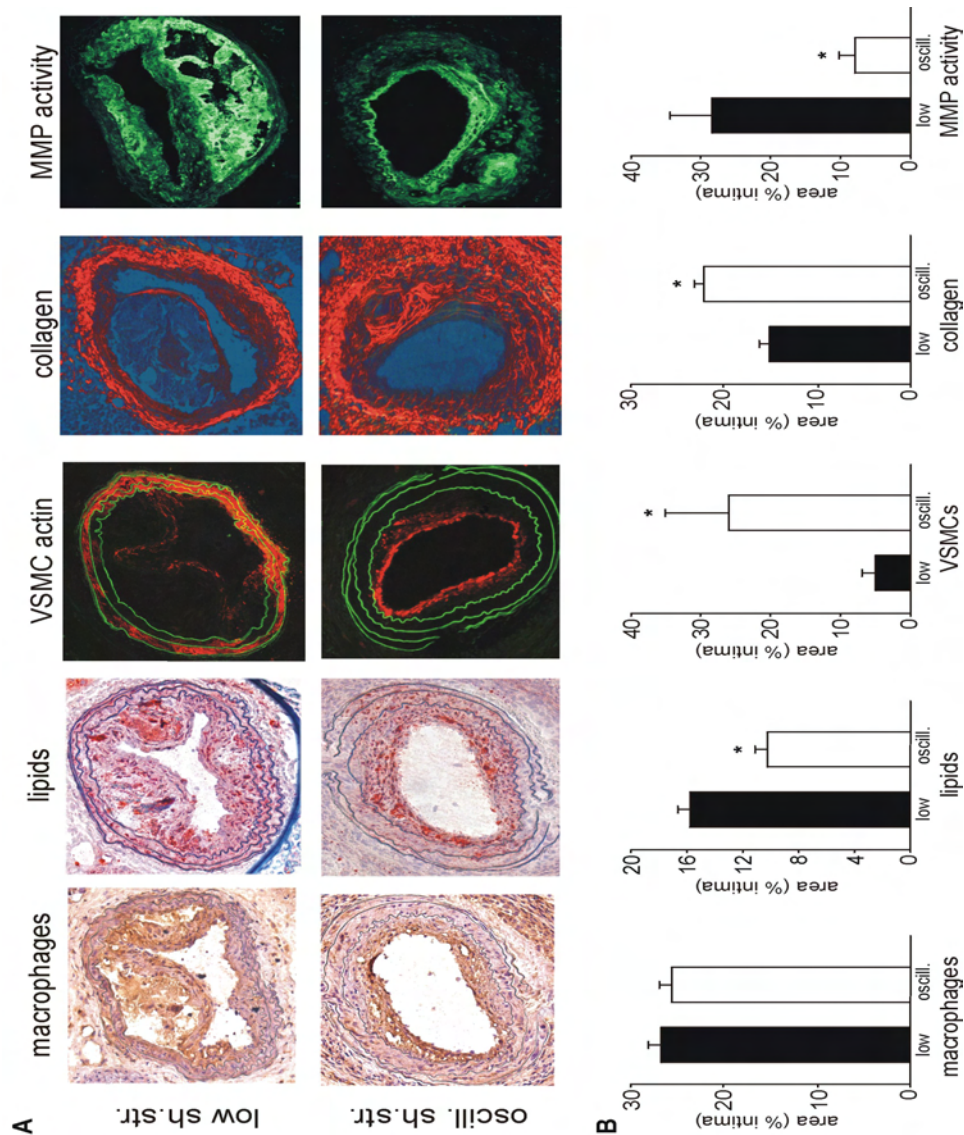 A
macrophages
lipids
VSMC actin
collagen
MMP activity
low sh.str.
oscill. sh.str.
B
area (% intima)
30
20
10
0
low
oscill.
macrophages
area (% intima)
20
16
12
8
4
0
low
*
oscill.
lipids
area (% intima)
40
30
20
10
0
low
*
oscill.
VSMCs
area (% intima)
30
20
10
0
low
*
oscill.
collagen
area (% intima)
40
30
20
10
0
low
*
oscill.
MMP activity